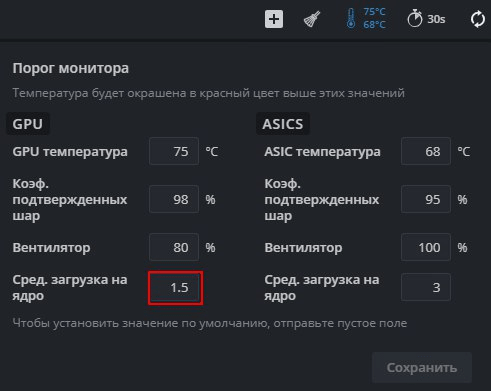 75°C
68°C
30s
Порог монитора
Температура будет окрашена в красный цвет выше этих значений
GPU
GPU температура 75 °C
Коэф.
подтвержденных
шар 98 %
Вентилятор 80 %
Сред. загрузка на
ядро 1.5
ASICS
ASIC температура 68 °C
Коэф.
подтвержденных
шар 95 %
Вентилятор 100 %
Сред. загрузка на
ядро 3
Чтобы установить значение по умолчанию, отправьте пустое поле
Сохранить